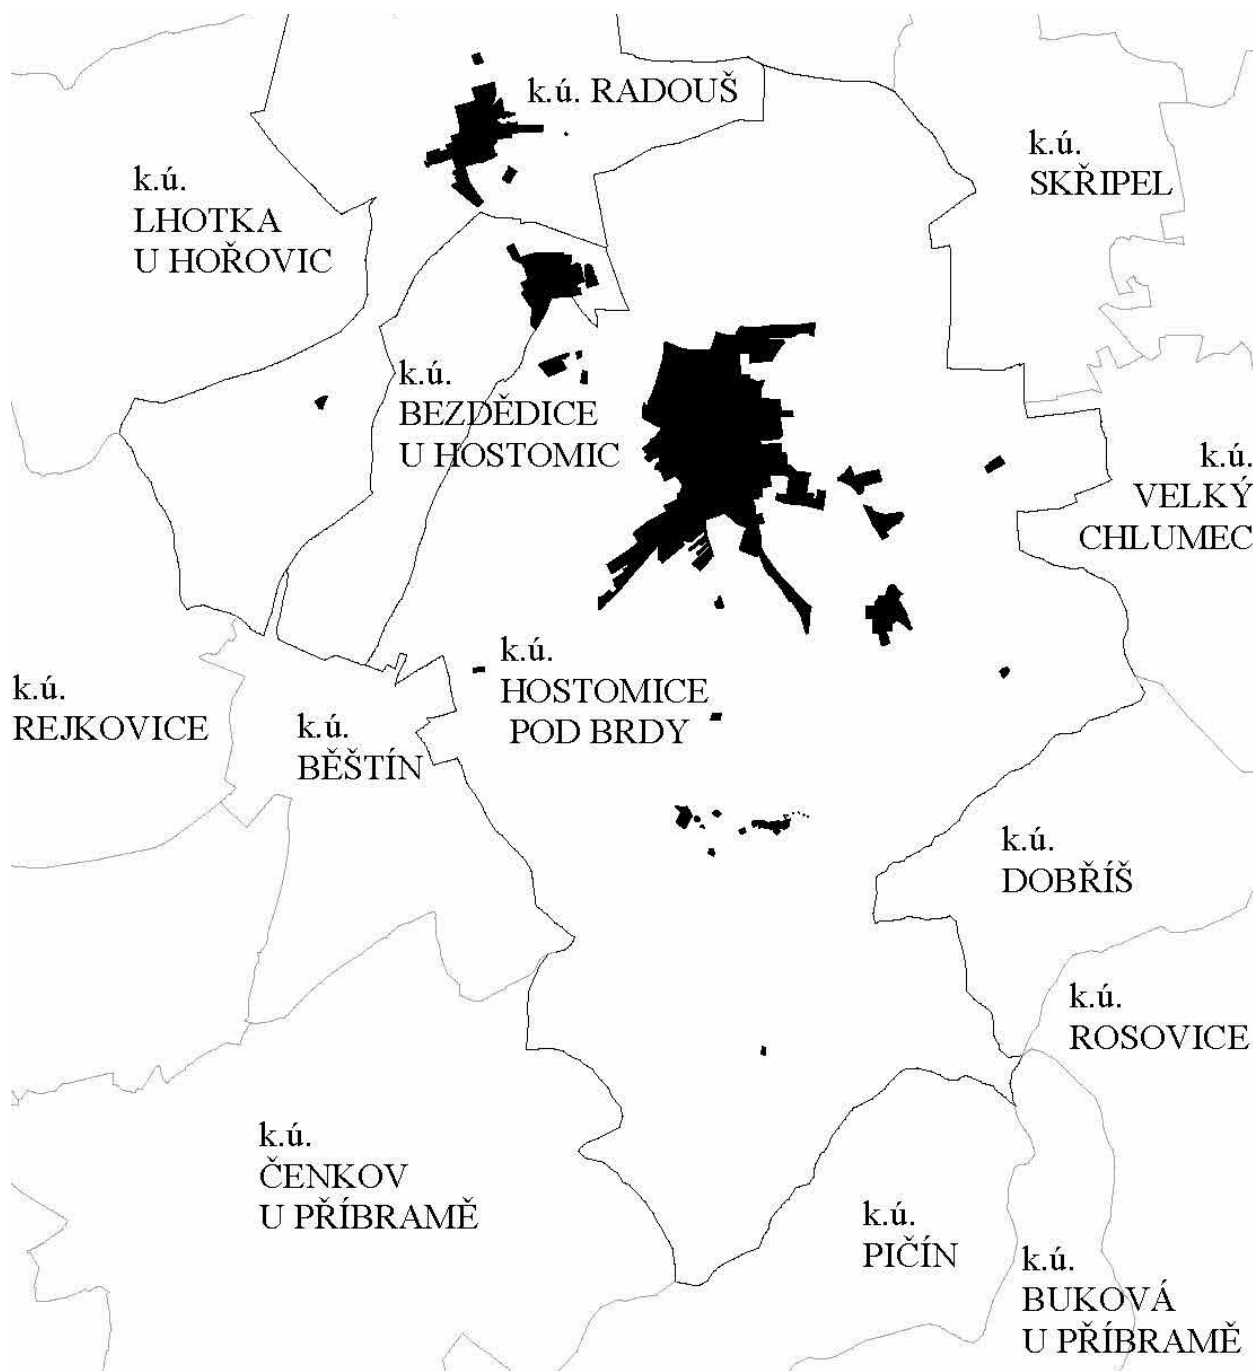 k.ú. RADOUŠ
k.ú.
SKŘIPEL
k.ú.
LHOTKA
U HOŘOVIC
k.ú.
BEZDĚDICE
U HOSTOMIC
k.ú.
VELKÝ
CHLUMEC
k.ú.
HOSTOMICE
POD BRDY
k.ú.
REJKOVICE
k.ú.
BĚŠTÍN
k.ú.
DOBŘÍŠ
k.ú.
ROSOVICE
k.ú.
ČENKOV
U PŘÍBRAMĚ
k.ú.
PIČÍN
k.ú.
BUKOVÁ
U PŘÍBRAMĚ